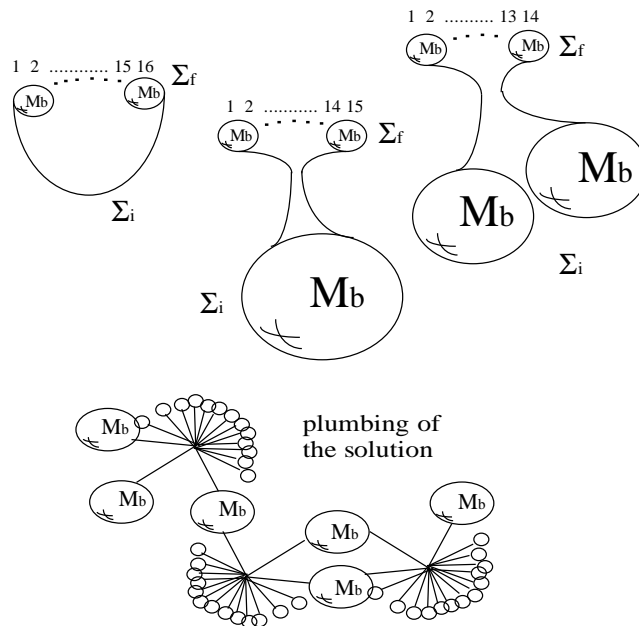 1 2 ........... 15 16
Mb Mb
Σf
Σi
1 2 ........... 14 15
Mb Mb
Σf
Σi
Mb
1 2 .......... 13 14
Mb Mb
Σf
Mb
Mb
Σi
plumbing of
the solution
Mb
Mb
Mb
Mb
Mb
Mb